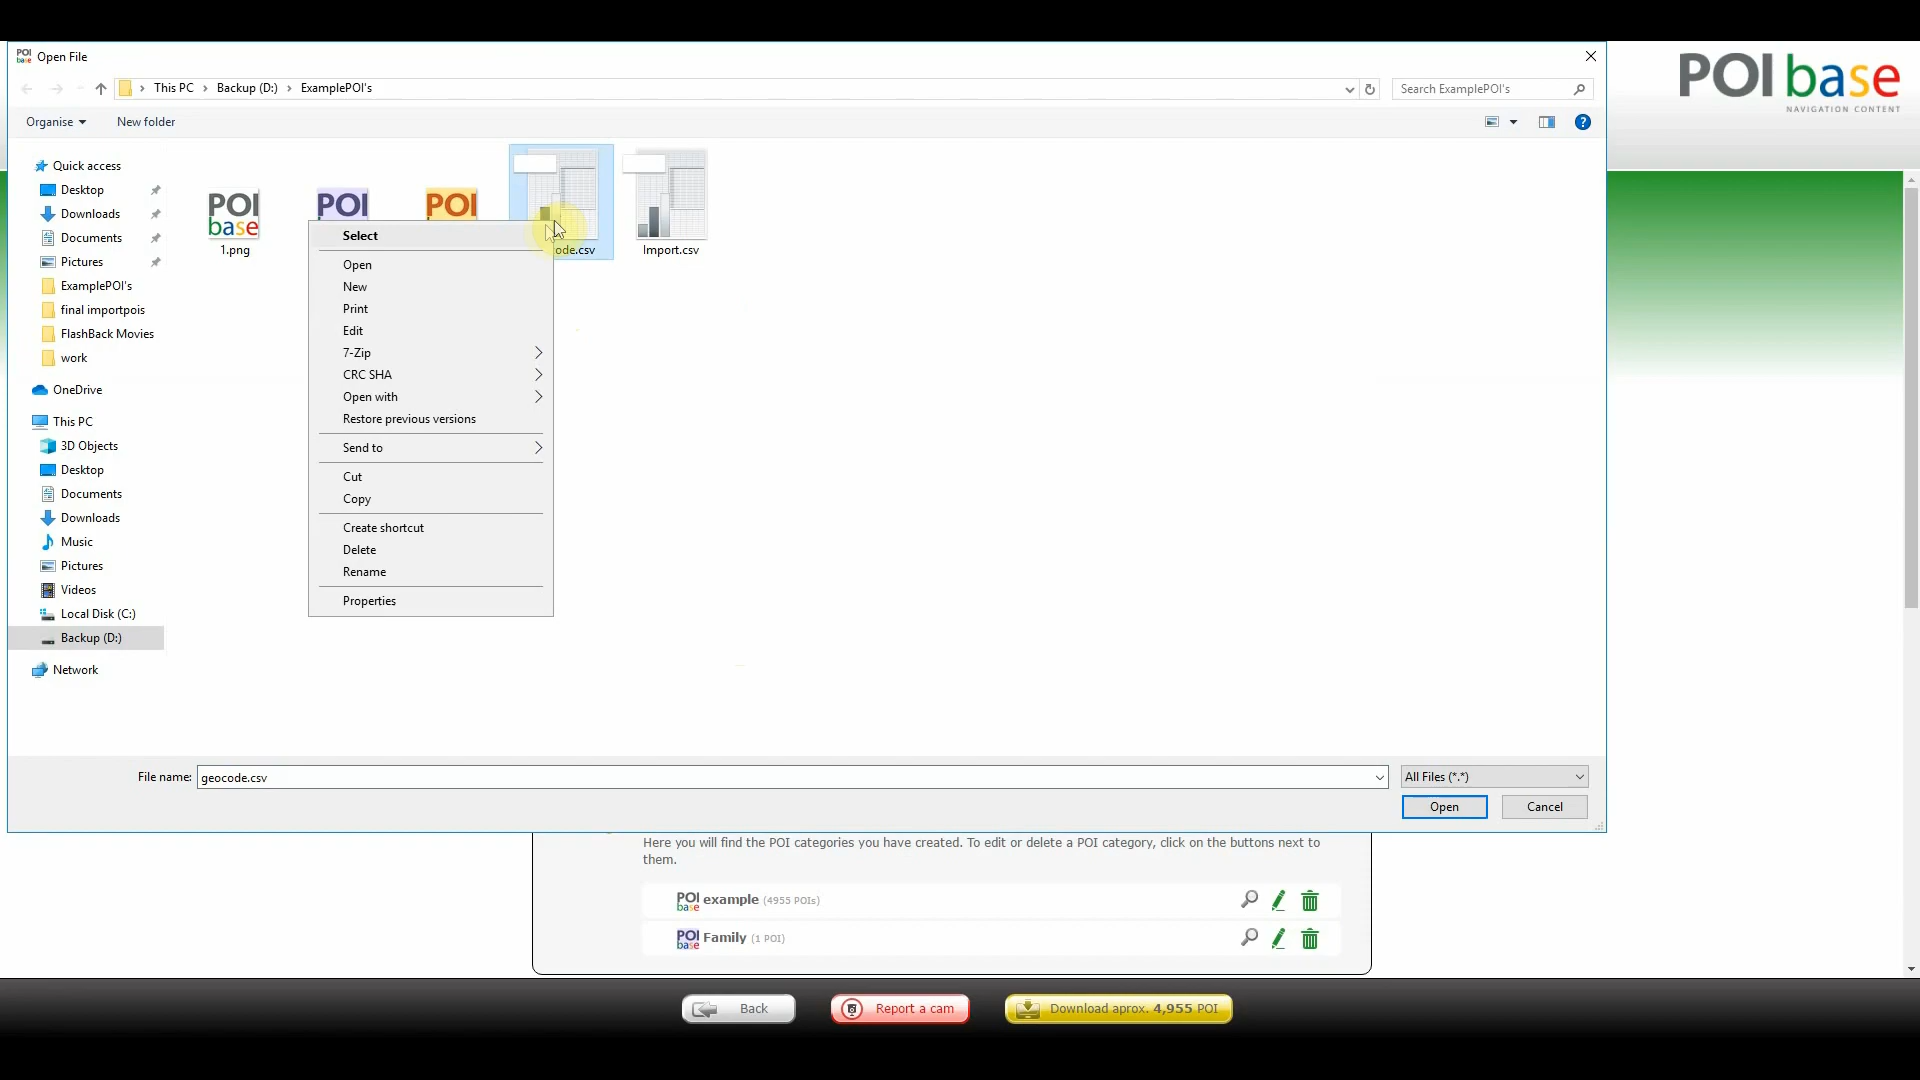 POI base Open File
POI base
NAVIGATION CONTENT
This PC > Backup (D:) > ExamplePOI's
Search ExamplePOI's
Organise
New folder
?
Quick access
Desktop
Downloads
Documents
Pictures
ExamplePOI's
final importpois
FlashBack Movies
work
OneDrive
This PC
3D Objects
Desktop
Documents
Downloads
Music
Pictures
Videos
Local Disk (C:)
Backup (D:)
Network
POI base
1.png
POI
POI
ode.csv
Import.csv
Select
Open
New
Print
Edit
7-Zip
CRC SHA
Open with
Restore previous versions
Send to
Cut
Copy
Create shortcut
Delete
Rename
Properties
File name: geocode.csv
All Files (*.*)
Open
Cancel
Here you will find the POI categories you have created. To edit or delete a POI category, click on the buttons next to
them.
POI base example (4955 POIs)
POI base Family (1 POI)
Back
Report a cam
Download aprox. 4,955 POI